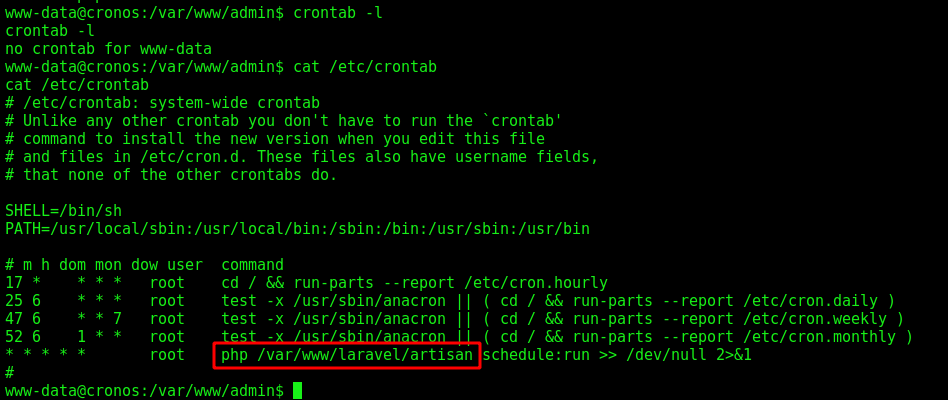 www-data@cronos:/var/www/admin$ crontab -l
crontab -l
no crontab for www-data
www-data@cronos:/var/www/admin$ cat /etc/crontab
cat /etc/crontab
# /etc/crontab: system-wide crontab
# Unlike any other crontab you don't have to run the `crontab'
# command to install the new version when you edit this file
# and files in /etc/cron.d. These files also have username fields,
# that none of the other crontabs do.

SHELL=/bin/sh
PATH=/usr/local/sbin:/usr/local/bin:/sbin:/bin:/usr/sbin:/usr/bin

# m h dom mon dow user  command
17 *    * * *   root    cd / && run-parts --report /etc/cron.hourly
25 6    * * *   root    test -x /usr/sbin/anacron || ( cd / && run-parts --report /etc/cron.daily )
47 6    * * 7   root    test -x /usr/sbin/anacron || ( cd / && run-parts --report /etc/cron.weekly )
52 6    1 * *   root    test -x /usr/sbin/anacron || ( cd / && run-parts --report /etc/cron.monthly )
* * * * *       root    php /var/www/laravel/artisan schedule:run >> /dev/null 2>&1
#
www-data@cronos:/var/www/admin$